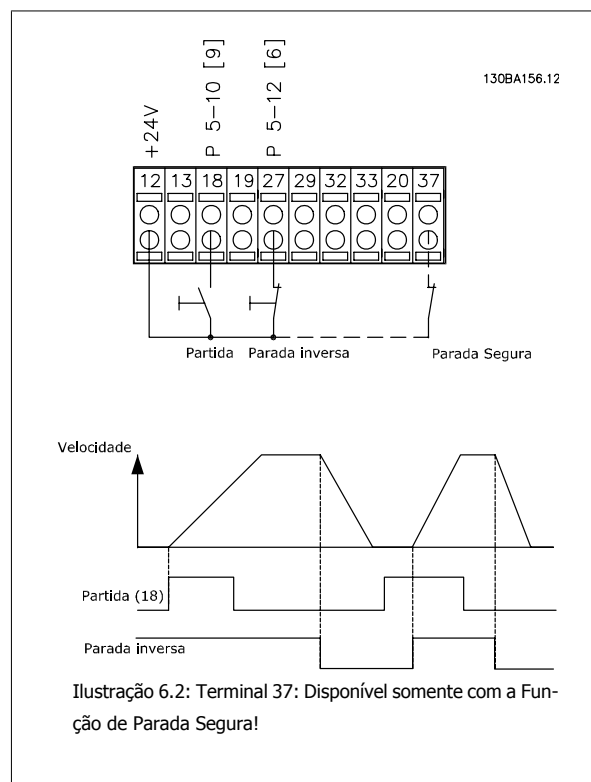 130BA156.12
+24V
P 5-10 [9]
P 5-12 [6]
12 13 18 19 27 29 32 33 20 37
Partida Parada inversa Parada Segura
Velocidade
Partida (18)
Parada inversa
Ilustração 6.2: Terminal 37: Disponível somente com a Fun-
ção de Parada Segura!